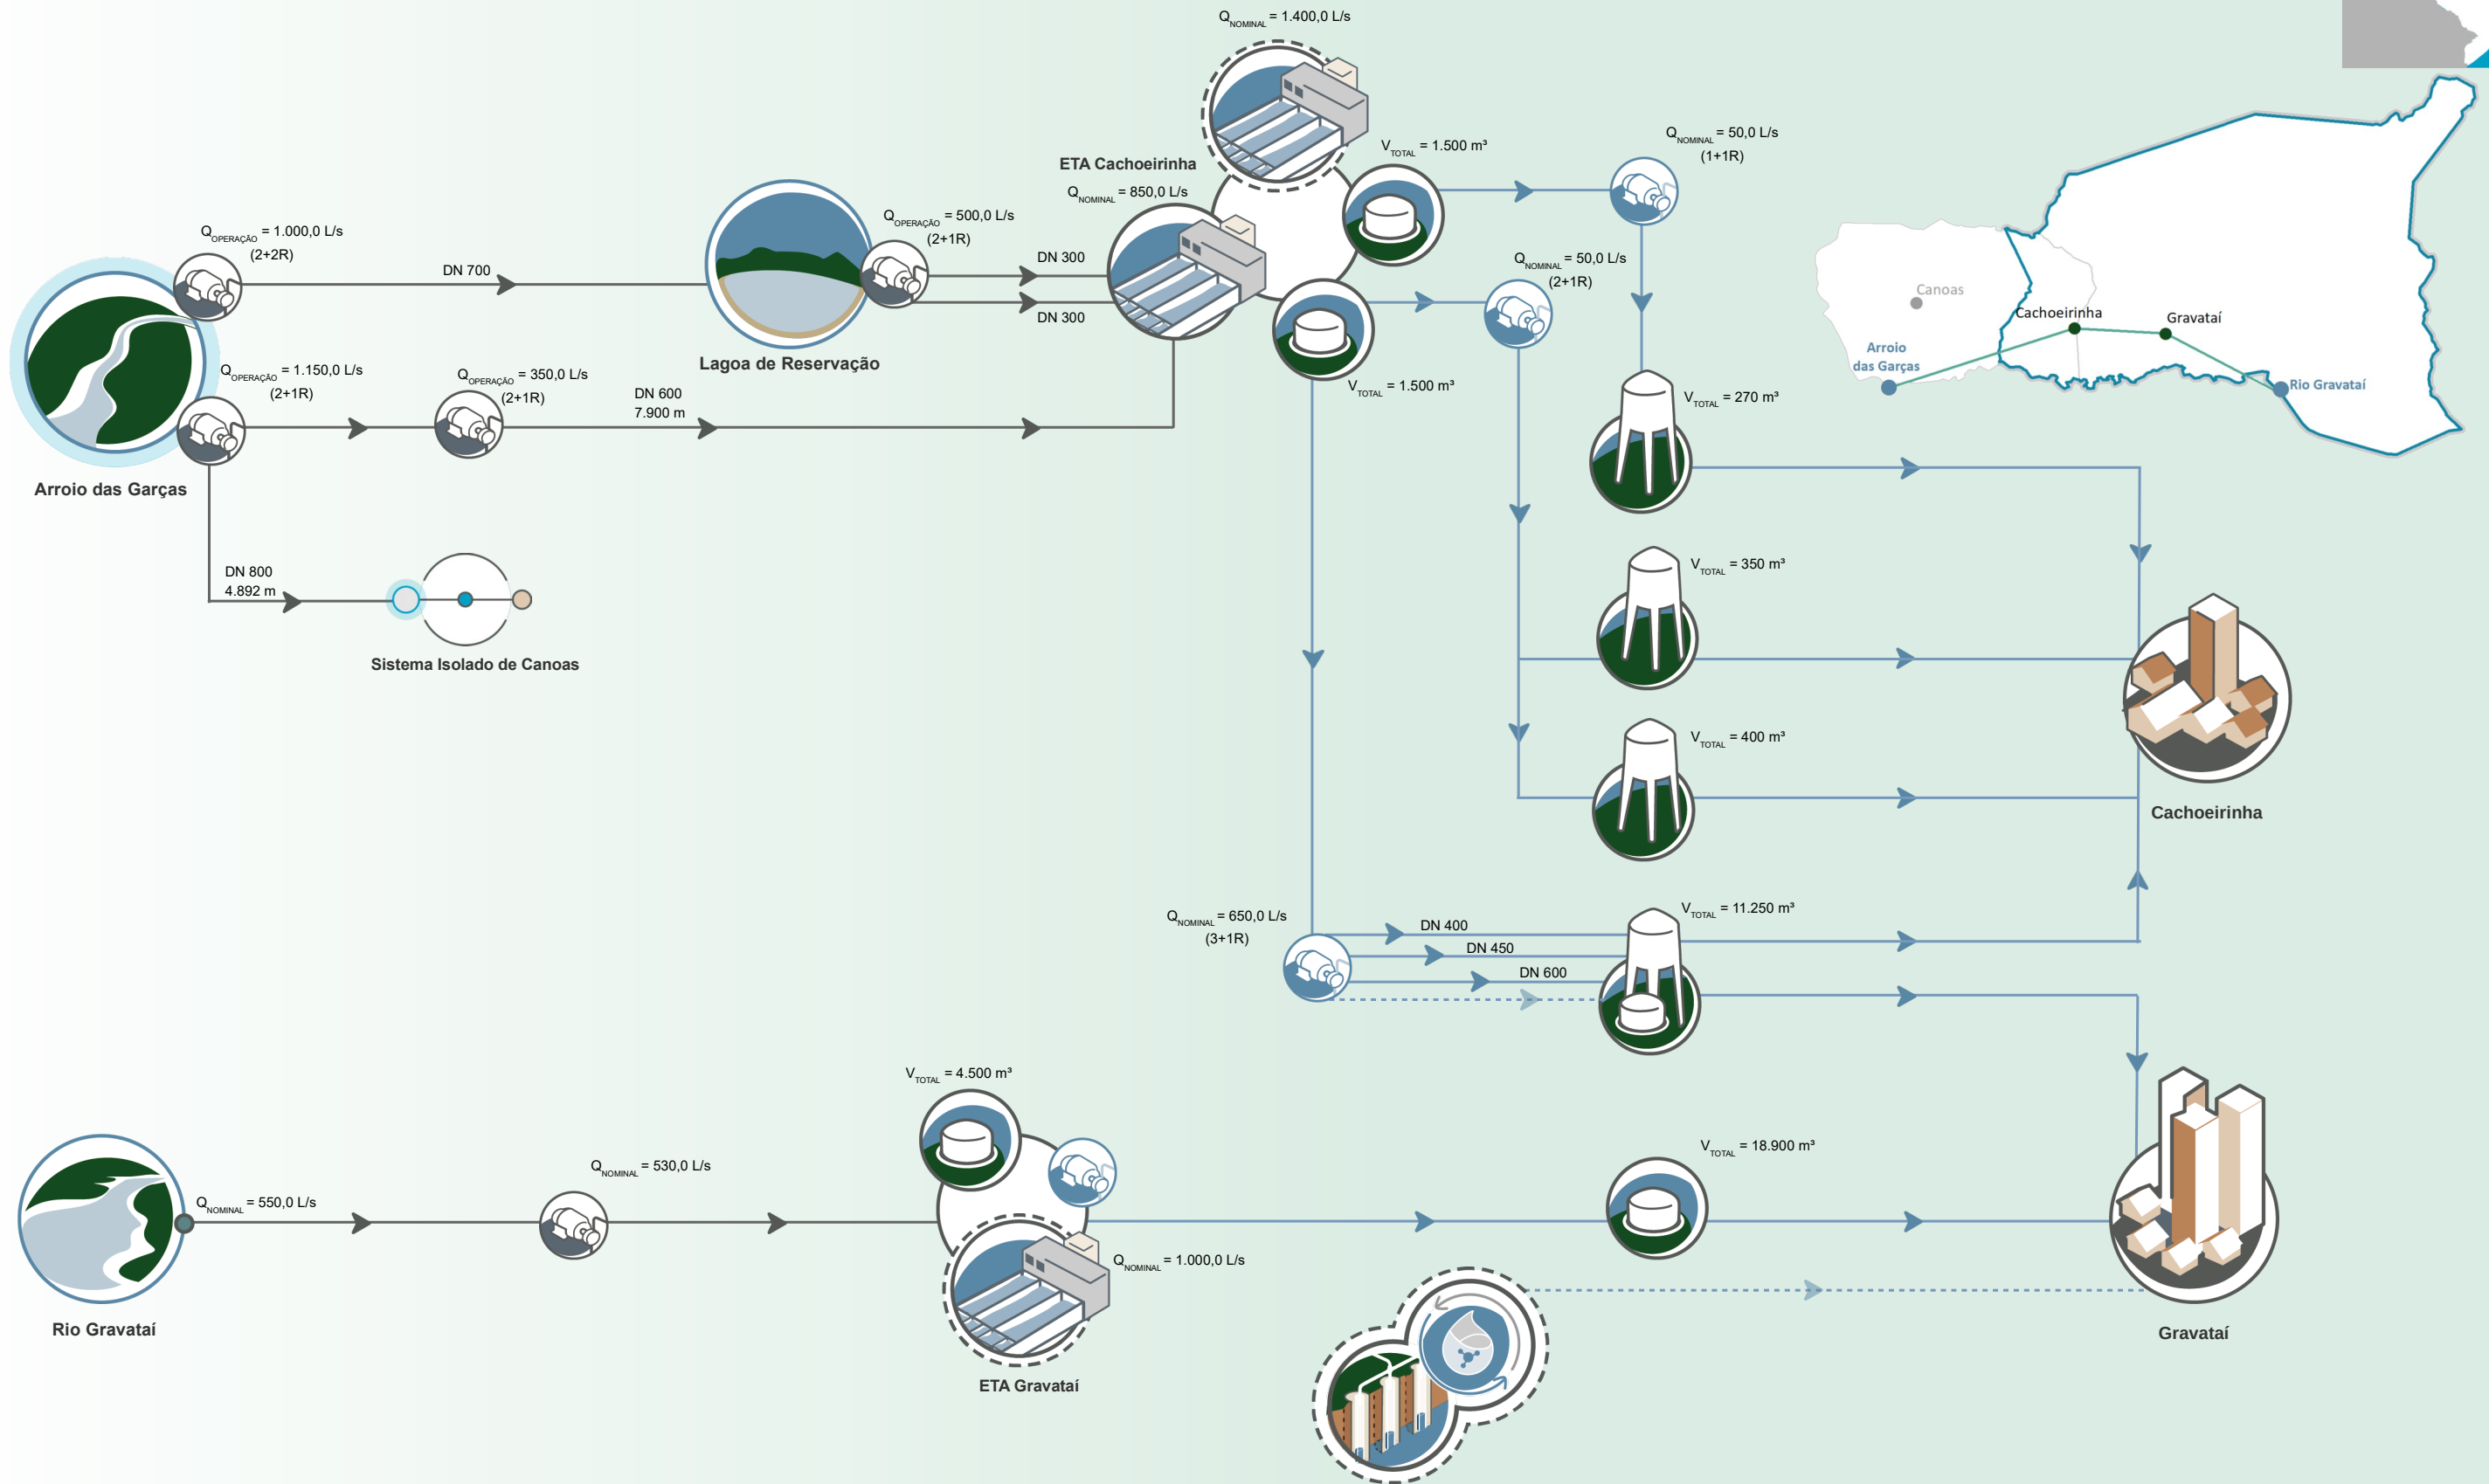 Q NOMINAL = 1.400,0 L/s
V TOTAL = 1.500 m³
Q NOMINAL = 50,0 L/s
(1+1R)
ETA Cachoeirinha
Q NOMINAL = 850,0 L/s
Q OPERAÇÃO = 1.000,0 L/s
(2+2R)
DN 700
Q OPERAÇÃO = 500,0 L/s
(2+1R)
DN 300
DN 300
Q NOMINAL = 50,0 L/s
(2+1R)
Lagoa de Reservação
V TOTAL = 1.500 m³
Canoas
Cachoeirinha
Gravataí
Arroio
das Garças
Rio Gravataí
Q OPERAÇÃO = 1.150,0 L/s
(2+1R)
Q OPERAÇÃO = 350,0 L/s
(2+1R)
DN 600
7.900 m
V TOTAL = 270 m³
Arroio das Garças
DN 800
4.892 m
Sistema Isolado de Canoas
V TOTAL = 350 m³
V TOTAL = 400 m³
Cachoeirinha
Q NOMINAL = 650,0 L/s
(3+1R)
DN 400
DN 450
DN 600
V TOTAL = 11.250 m³
V TOTAL = 4.500 m³
Q NOMINAL = 550,0 L/s
Q NOMINAL = 530,0 L/s
V TOTAL = 18.900 m³
Q NOMINAL = 1.000,0 L/s
Rio Gravataí
ETA Gravataí
Gravataí